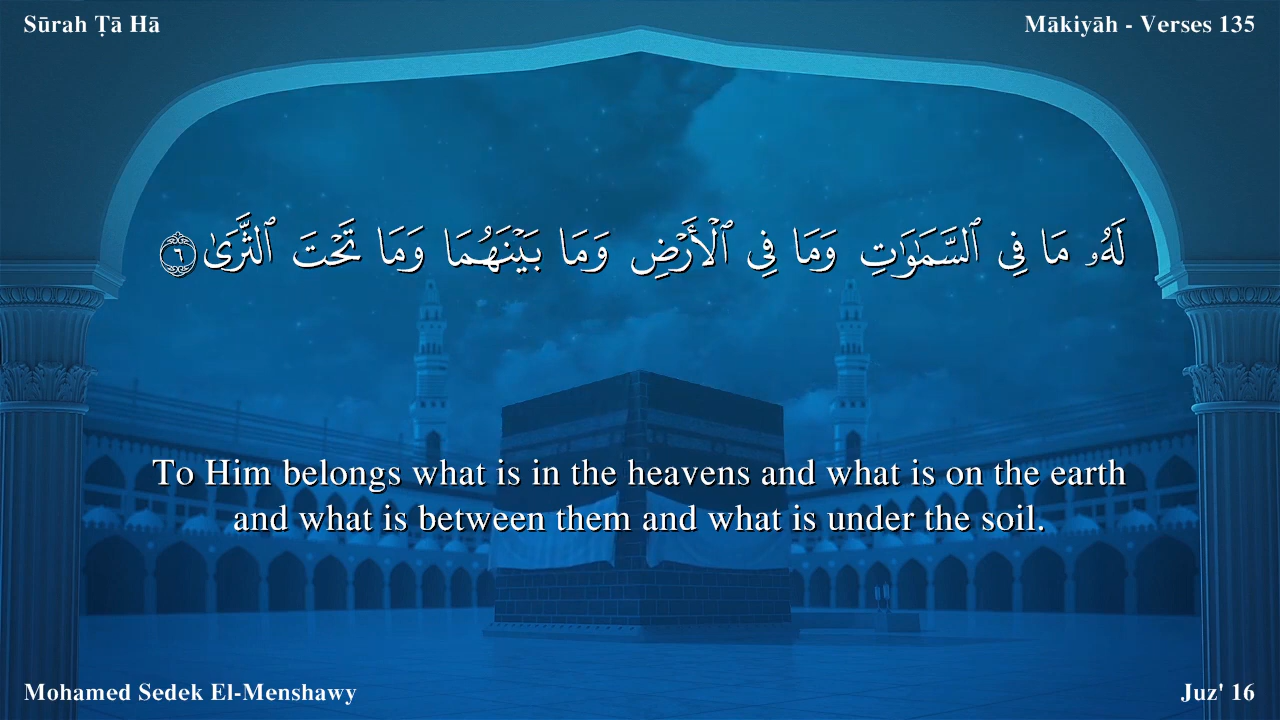 Sūrah Ṭā Hā
Mākiyāh - Verses 135
لَهُۥ مَا فِي ٱلسَّمَٰوَٰتِ وَمَا فِي ٱلۡأَرۡضِ وَمَا بَيۡنَهُمَا وَمَا تَحۡتَ ٱلثَّرَىٰ ٦
To Him belongs what is in the heavens and what is on the earth
and what is between them and what is under the soil.
Mohamed Sedek El-Menshawy
Juz' 16